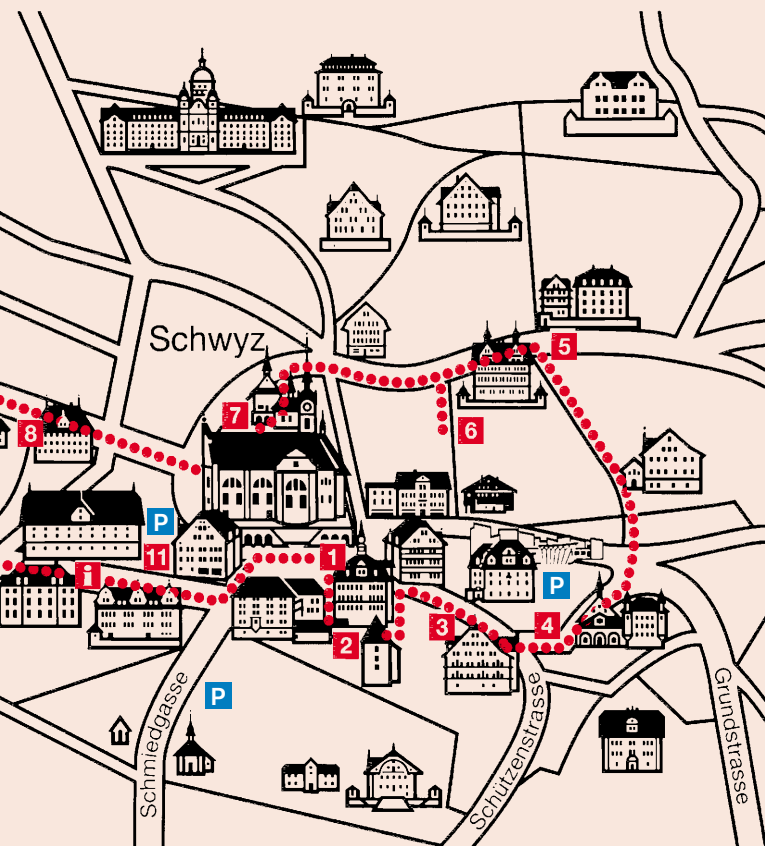 Schwyz
5
7
6
8
P
11
1
i
P
2
3
4
P
Schmiedgasse
Schützenstrasse
Grundstrasse